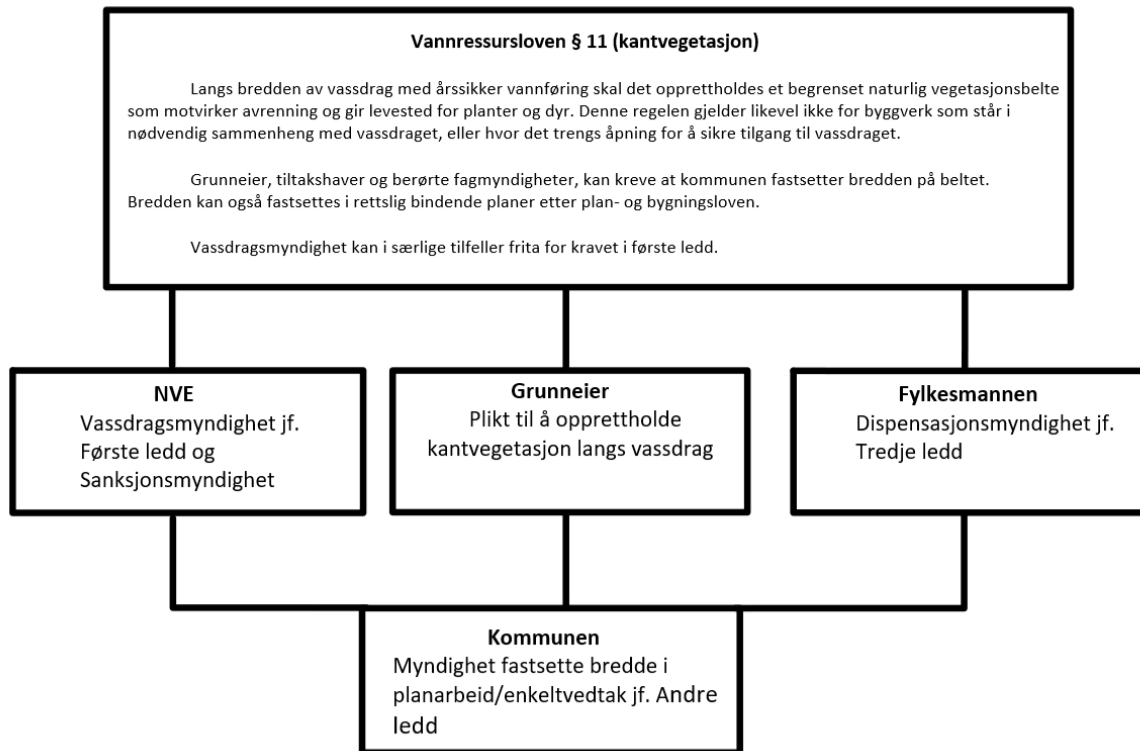 Vannressursloven § 11 (kantvegetasjon)
Langs bredden av vassdrag med årssikker vannføring skal det opprettholdes et begrenset naturlig vegetasjonsbelte
som motvirker avrenning og gir levested for planter og dyr. Denne regelen gjelder likevel ikke for byggverk som står i
nødvendig sammenheng med vassdraget, eller hvor det trengs åpning for å sikre tilgang til vassdraget.
Grunneier, tiltakshaver og berørte fagmyndigheter, kan kreve at kommunen fastsetter bredden på beltet.
Bredden kan også fastsettes i rettslig bindende planer etter plan- og bygningsloven.
Vassdragsmyndighet kan i særlige tilfeller frita for kravet i første ledd.
NVE
Vassdragsmyndighet jf.
Første ledd og
Sanksjonsmyndighet
Grunneier
Plikt til å opprettholde
kantvegetasjon langs vassdrag
Fylkesmannen
Dispensasjonsmyndighet jf.
Tredje ledd
Kommunen
Myndighet fastsette bredde i
planarbeid/enkeltvedtak jf. Andre
ledd